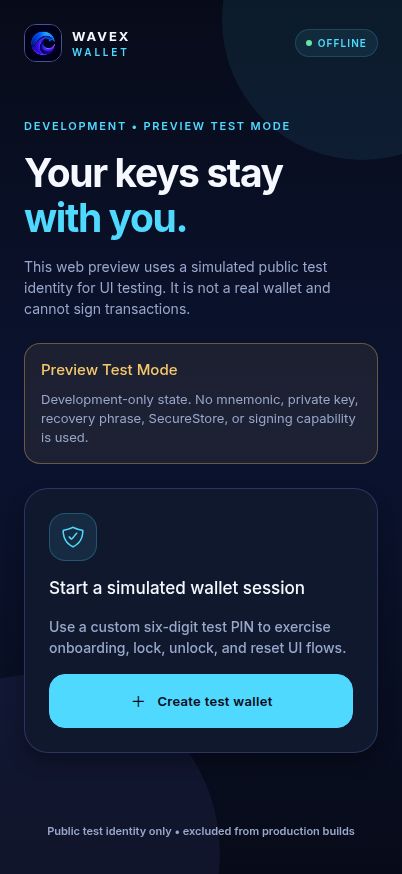 WAVEX
WALLET
OFFLINE
DEVELOPMENT • PREVIEW TEST MODE
Your keys stay
with you.
This web preview uses a simulated public test
identity for UI testing. It is not a real wallet and
cannot sign transactions.
Preview Test Mode
Development-only state. No mnemonic, private key,
recovery phrase, SecureStore, or signing capability
is used.
Start a simulated wallet session
Use a custom six-digit test PIN to exercise
onboarding, lock, unlock, and reset UI flows.
Create test wallet
Public test identity only • excluded from production builds